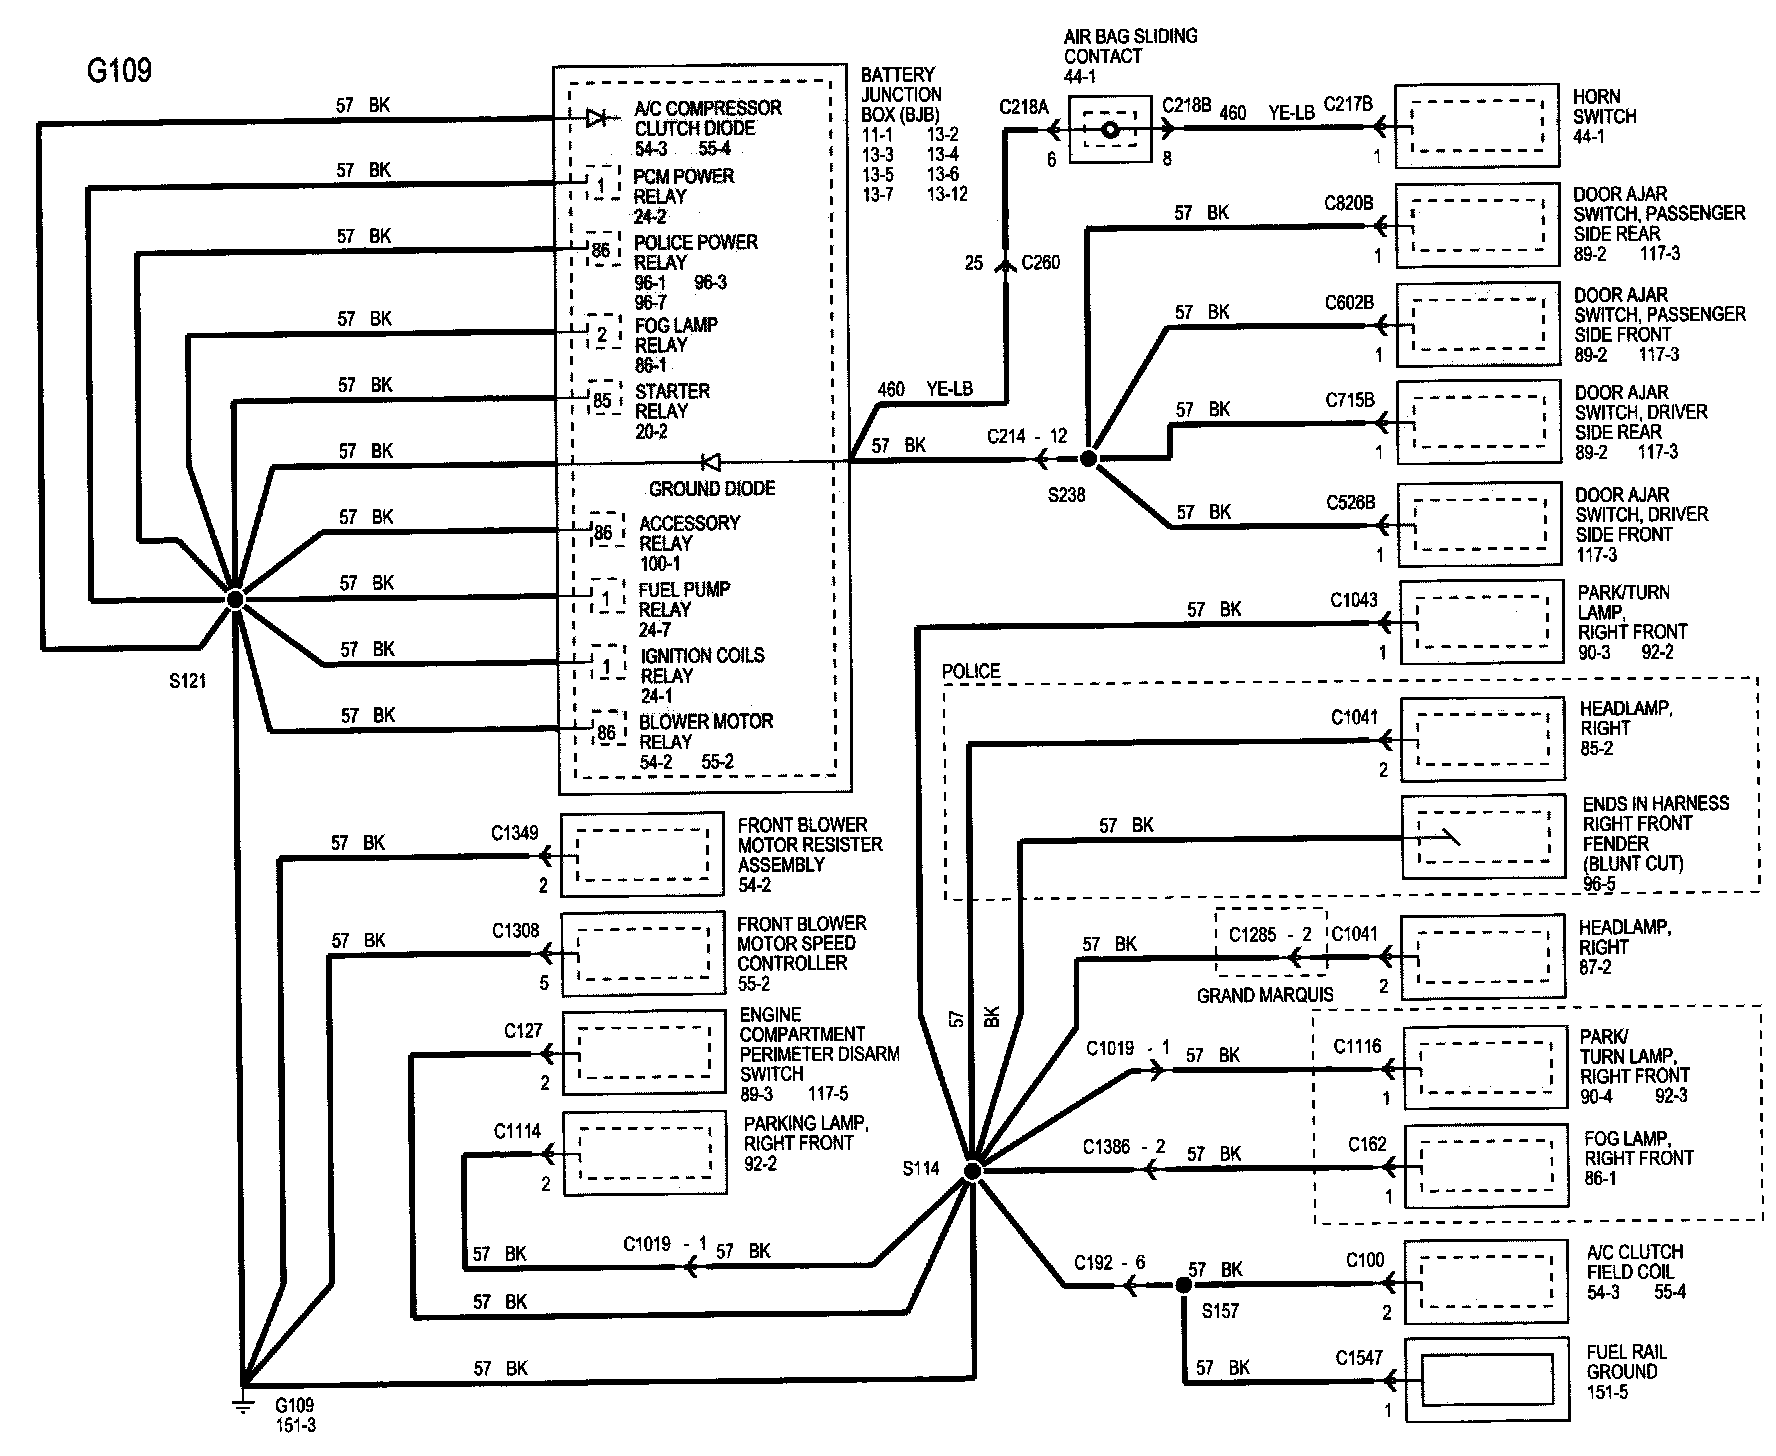 G109
57 BK
57 BK
57 BK
57 BK
57 BK
57 BK
57 BK
57 BK
57 BK
57 BK
S121
A/C COMPRESSOR
CLUTCH DIODE
54-3 55-4
1
PCM POWER
RELAY
24-2
86
POLICE POWER
RELAY
96-1 96-3
96-7
2
FOG LAMP
RELAY
86-1
85
STARTER
RELAY
20-2
GROUND DIODE
86
ACCESSORY
RELAY
100-1
1
FUEL PUMP
RELAY
24-7
1
IGNITION COILS
RELAY
24-1
86
BLOWER MOTOR
RELAY
54-2 55-2
BATTERY
JUNCTION
BOX (BJB)
11-1 13-2
13-3 13-4
13-5 13-6
13-7 13-12
AIR BAG SLIDING
CONTACT
44-1
C218A
6
C218B
8
460 YE-LB
C217B
1
HORN
SWITCH
44-1
25 C260
460 YE-LB
57 BK
C214 - 12
S238
57 BK
C820B
1
DOOR AJAR
SWITCH, PASSENGER
SIDE REAR
89-2 117-3
57 BK
C602B
1
DOOR AJAR
SWITCH, PASSENGER
SIDE FRONT
89-2 117-3
57 BK
C715B
1
DOOR AJAR
SWITCH, DRIVER
SIDE REAR
89-2 117-3
57 BK
C526B
1
DOOR AJAR
SWITCH, DRIVER
SIDE FRONT
117-3
57 BK
C1043
1
PARK/TURN
LAMP,
RIGHT FRONT
90-3 92-2
POLICE
C1041
2
HEADLAMP,
RIGHT
85-2
57 BK
ENDS IN HARNESS
RIGHT FRONT
FENDER
(BLUNT CUT)
96-5
57 BK
C1285 - 2
GRAND MARQUIS
C1041
2
HEADLAMP,
RIGHT
87-2
57 BK
C1019 - 1
57 BK
C1116
1
PARK/
TURN LAMP,
RIGHT FRONT
90-4 92-3
C1386 - 2
57 BK
C162
1
FOG LAMP,
RIGHT FRONT
86-1
S114
C192 - 6
57 BK
S157
C100
2
A/C CLUTCH
FIELD COIL
54-3 55-4
57 BK
C1547
1
FUEL RAIL
GROUND
151-5
57 BK
C1349
2
FRONT BLOWER
MOTOR RESISTER
ASSEMBLY
54-2
57 BK
C1308
5
FRONT BLOWER
MOTOR SPEED
CONTROLLER
55-2
C127
2
ENGINE
COMPARTMENT
PERIMETER DISARM
SWITCH
89-3 117-5
C1114
2
PARKING LAMP,
RIGHT FRONT
92-2
57 BK
C1019 - 1
57 BK
57 BK
57 BK
G109
151-3